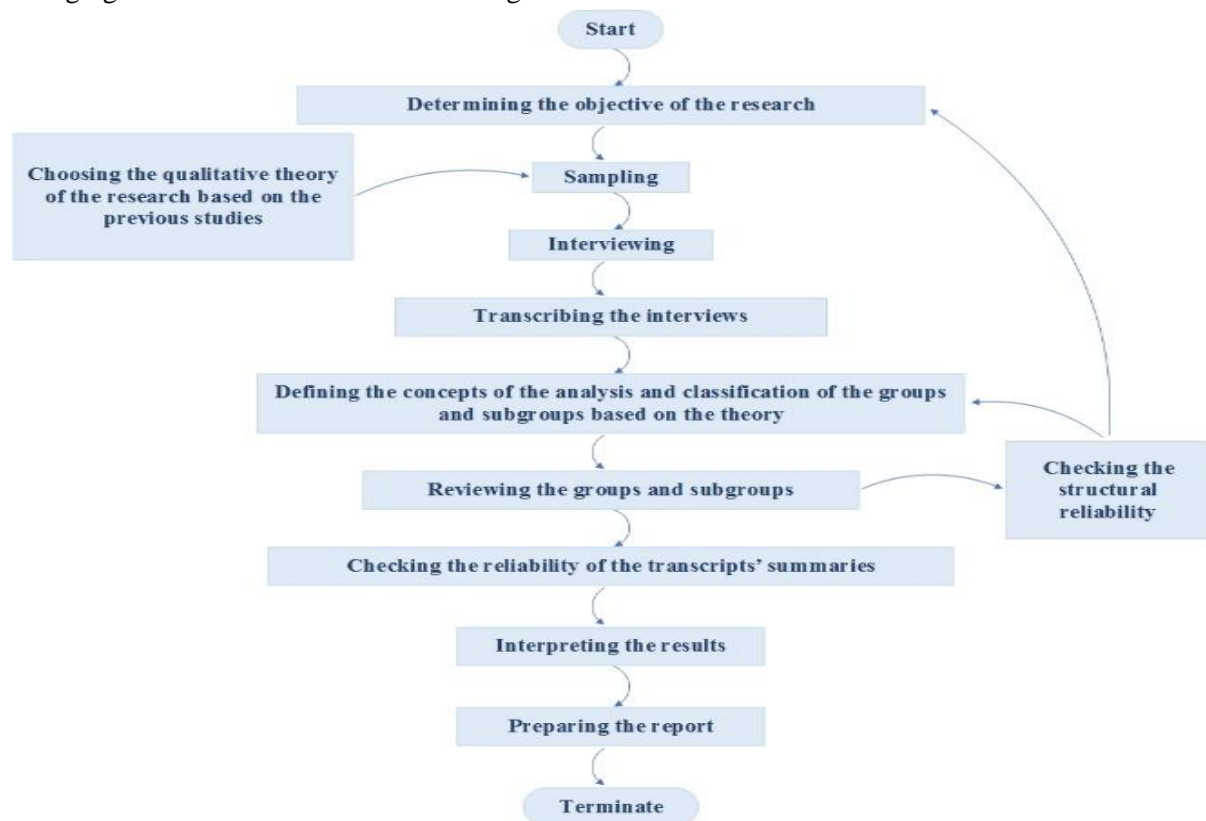 Start
Determining the objective of the research
Choosing the qualitative theory
of the research based on the
previous studies
Sampling
Interviewing
Transcribing the interviews
Defining the concepts of the analysis and classification of the groups
and subgroups based on the theory
Reviewing the groups and subgroups
Checking the
structural
reliability
Checking the reliability of the transcripts’ summaries
Interpreting the results
Preparing the report
Terminate